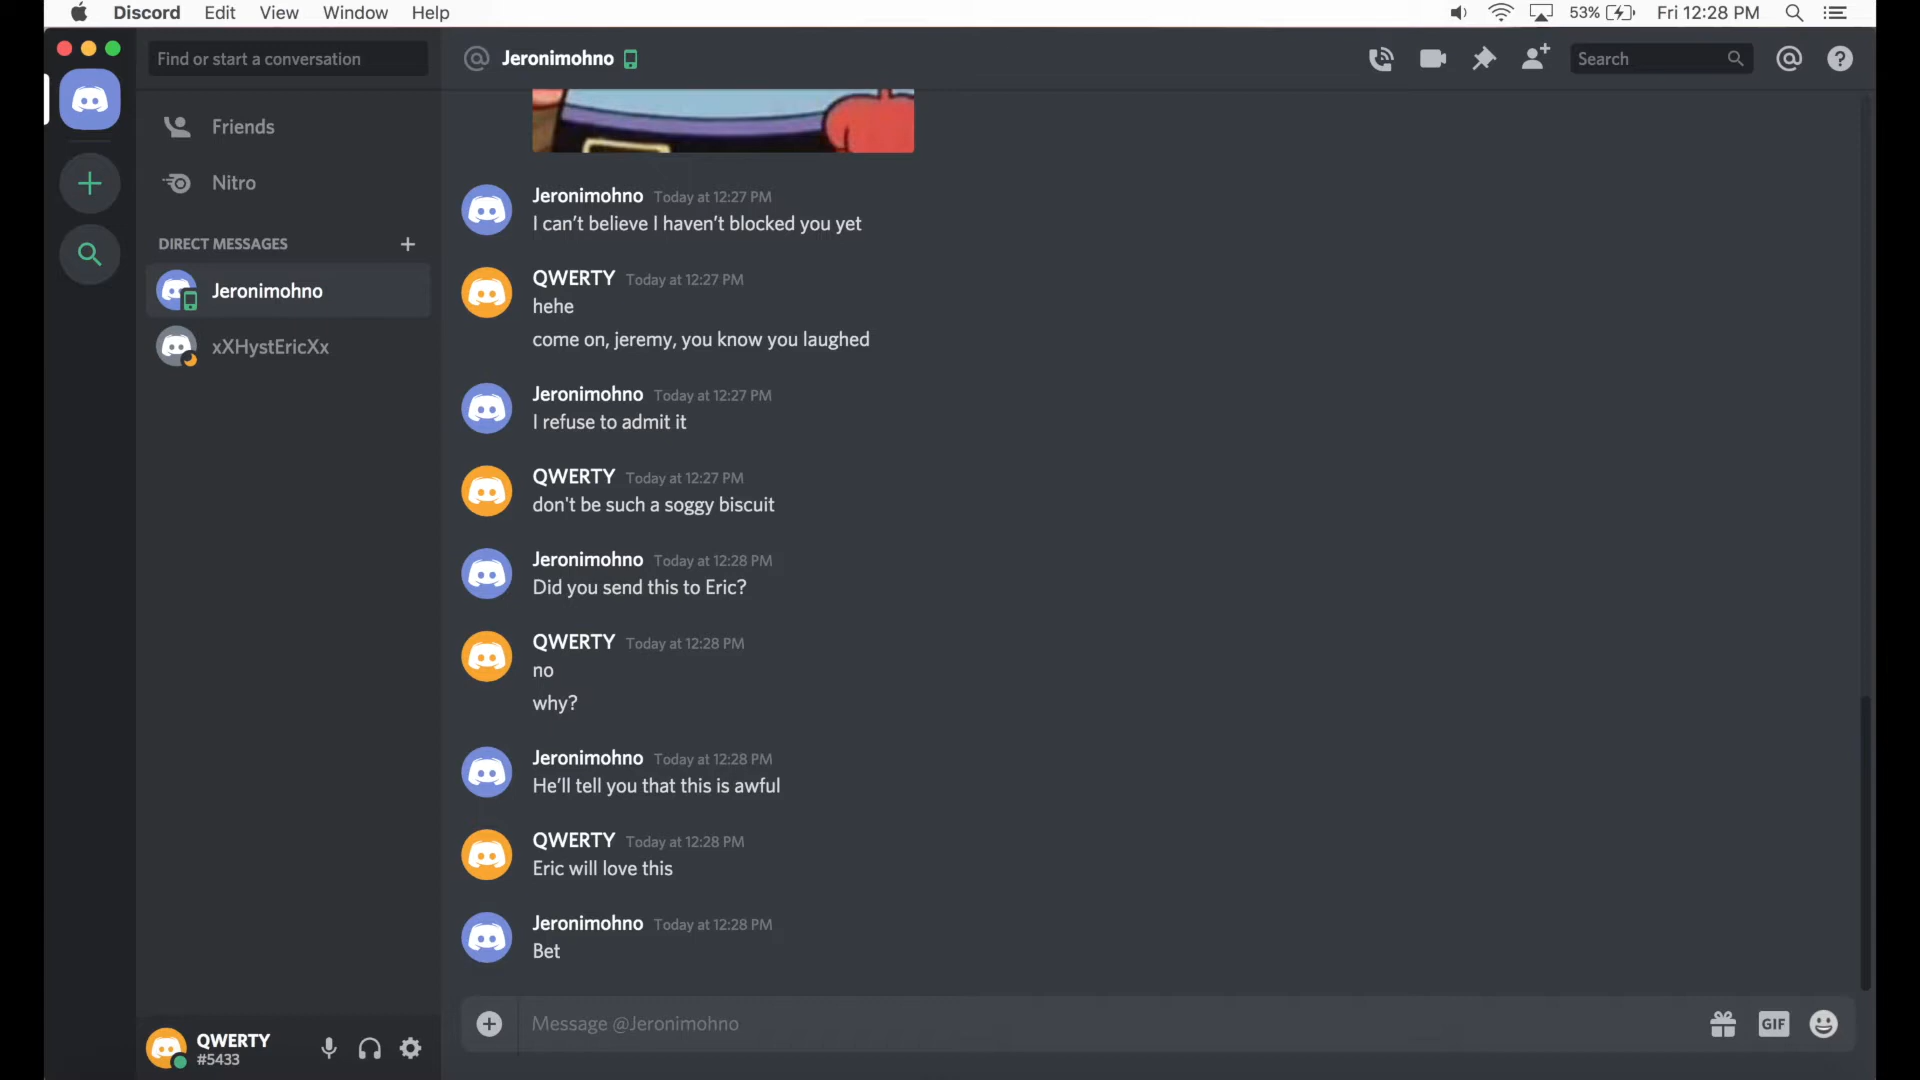 Discord Edit View Window Help 53% Fri 12:28 PM
Find or start a conversation
Jeronimohno
Search
Friends
Nitro
DIRECT MESSAGES
Jeronimohno
xXHystEricXx
Jeronimohno Today at 12:27 PM
I can’t believe I haven’t blocked you yet
QWERTY Today at 12:27 PM
hehe
come on, jeremy, you know you laughed
Jeronimohno Today at 12:27 PM
I refuse to admit it
QWERTY Today at 12:27 PM
don't be such a soggy biscuit
Jeronimohno Today at 12:28 PM
Did you send this to Eric?
QWERTY Today at 12:28 PM
no
why?
Jeronimohno Today at 12:28 PM
He’ll tell you that this is awful
QWERTY Today at 12:28 PM
Eric will love this
Jeronimohno Today at 12:28 PM
Bet
Message @Jeronimohno
GIF
QWERTY
#5433